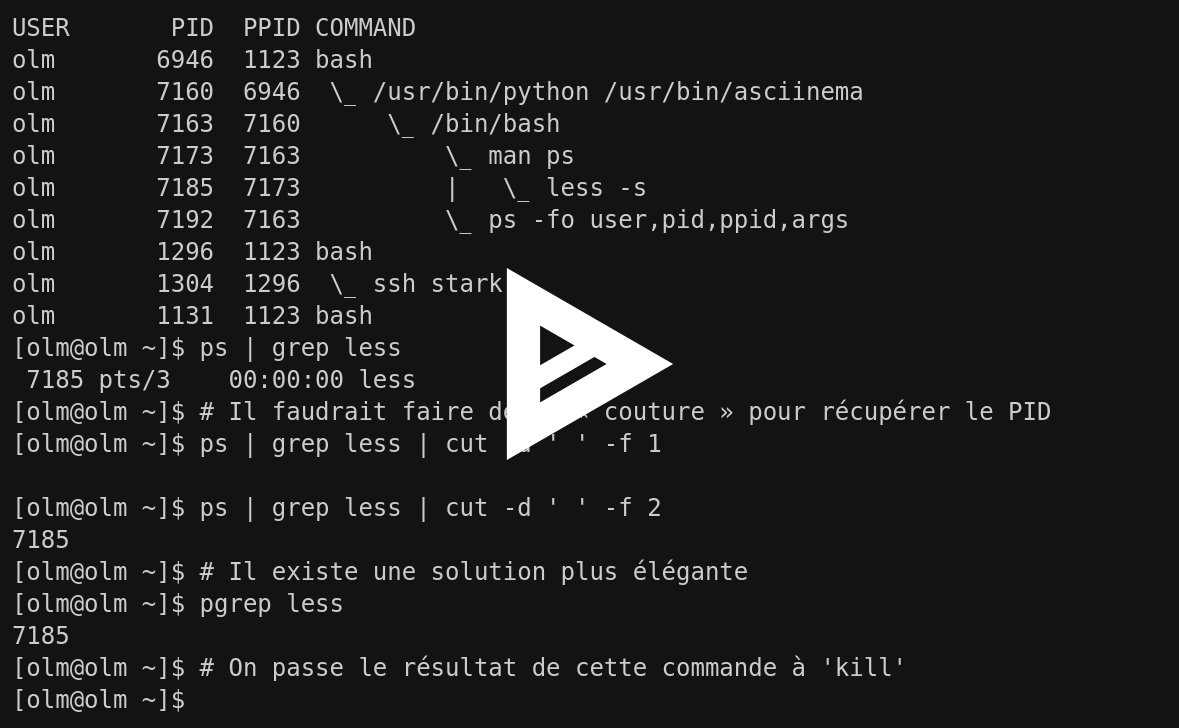 USER       PID  PPID COMMAND
olm       6946  1123 bash
olm       7160  6946  \_ /usr/bin/python /usr/bin/asciinema
olm       7163  7160      \_ /bin/bash
olm       7173  7163          \_ man ps
olm       7185  7173          |   \_ less -s
olm       7192  7163          \_ ps -fo user,pid,ppid,args
olm       1296  1123 bash
olm       1304  1296  \_ ssh stark
olm       1131  1123 bash
[olm@olm ~]$ ps | grep less
 7185 pts/3    00:00:00 less
[olm@olm ~]$ # Il faudrait faire « couture » pour récupérer le PID
[olm@olm ~]$ ps | grep less | cut -d ' ' -f 1
[olm@olm ~]$ ps | grep less | cut -d ' ' -f 2
7185
[olm@olm ~]$ # Il existe une solution plus élégante
[olm@olm ~]$ pgrep less
7185
[olm@olm ~]$ # On passe le résultat de cette commande à 'kill'
[olm@olm ~]$